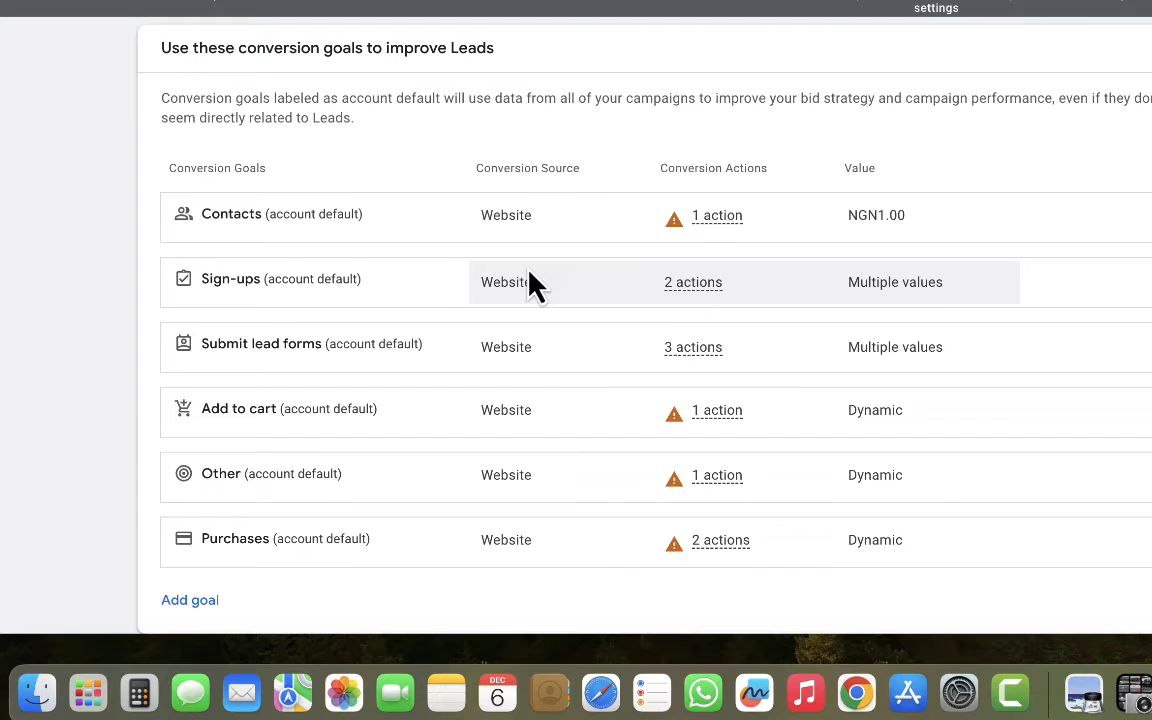 settings
Use these conversion goals to improve Leads
Conversion goals labeled as account default will use data from all of your campaigns to improve your bid strategy and campaign performance, even if they
seem directly related to Leads.
Conversion Goals Conversion Source Conversion Actions Value
Contacts (account default) Website 1 action NGN1.00
Sign-ups (account default) Website 2 actions Multiple values
Submit lead forms (account default) Website 3 actions Multiple values
Add to cart (account default) Website 1 action Dynamic
Other (account default) Website 1 action Dynamic
Purchases (account default) Website 2 actions Dynamic
Add goal
DEC
6